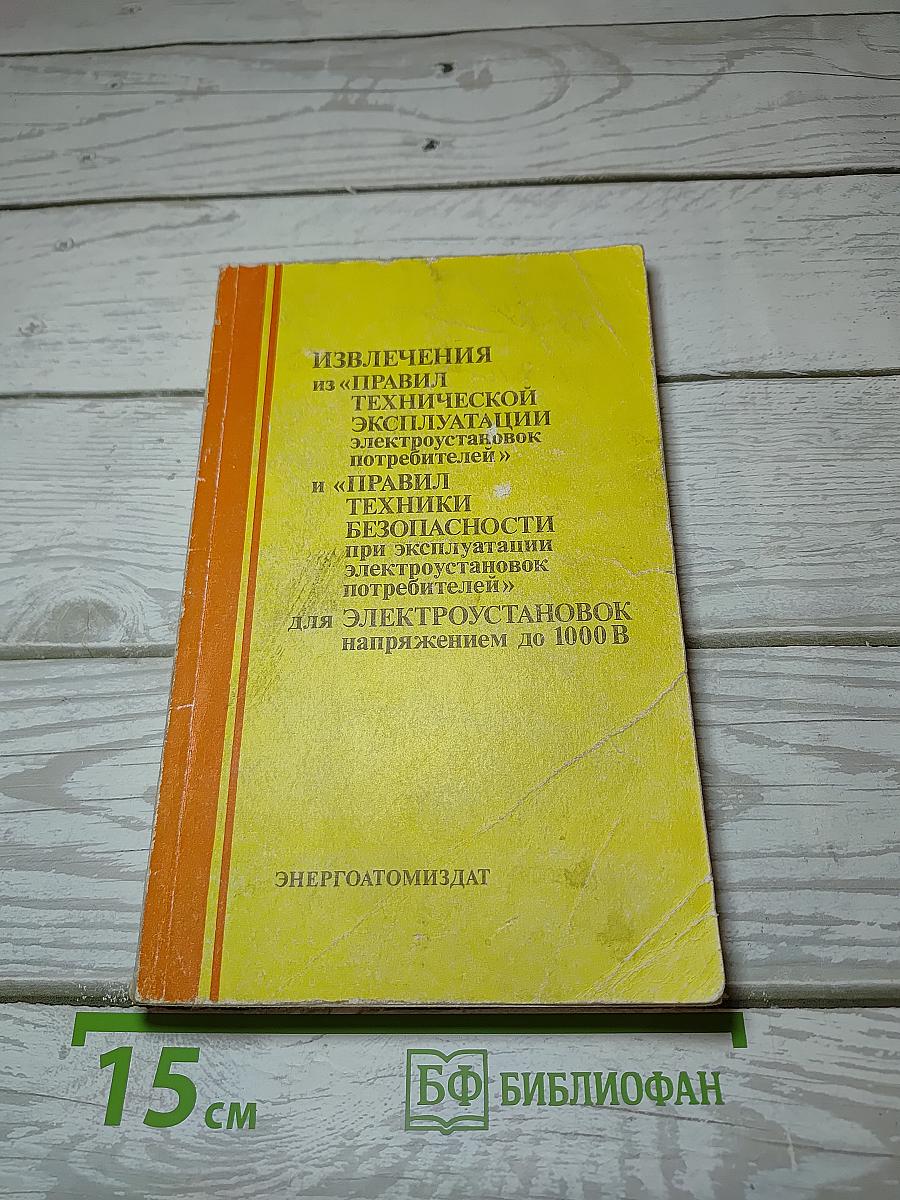 ИЗВЛЕЧЕНИЯ
из «ПРАВИЛ
ТЕХНИЧЕСКОЙ
ЭКСПЛУАТАЦИИ
электроустановок
потребителей»
и «ПРАВИЛ
ТЕХНИКИ
БЕЗОПАСНОСТИ
при эксплуатации
электроустановок
потребителей»
для ЭЛЕКТРОУСТАНОВОК
напряжением до 1000 В
ЭНЕРГОАТОМИЗДАТ
15 см
БФ БИБЛИОФАН